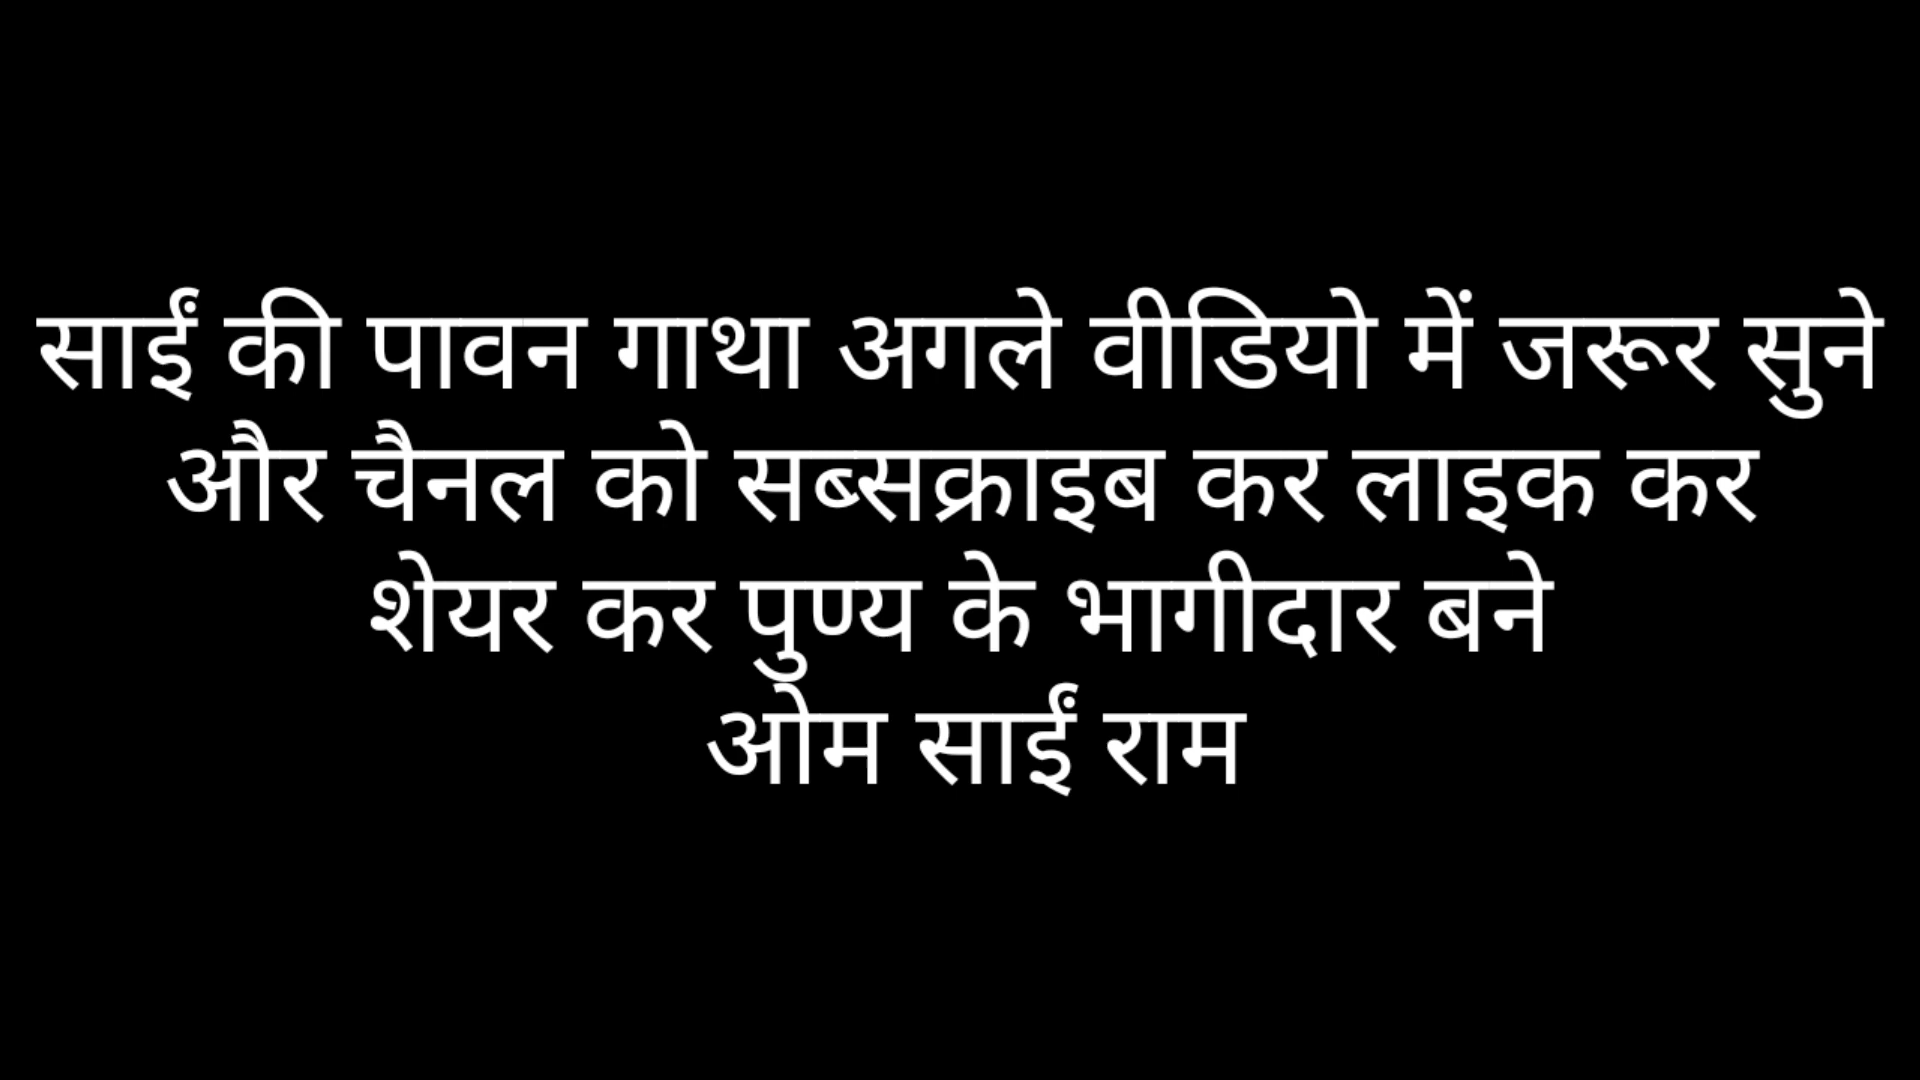 साईं की पावन गाथा अगले वीडियो में जरूर सुने
और चैनल को सब्सक्राइब कर लाइक कर
शेयर कर पुण्य के भागीदार बने
ओम साईं राम